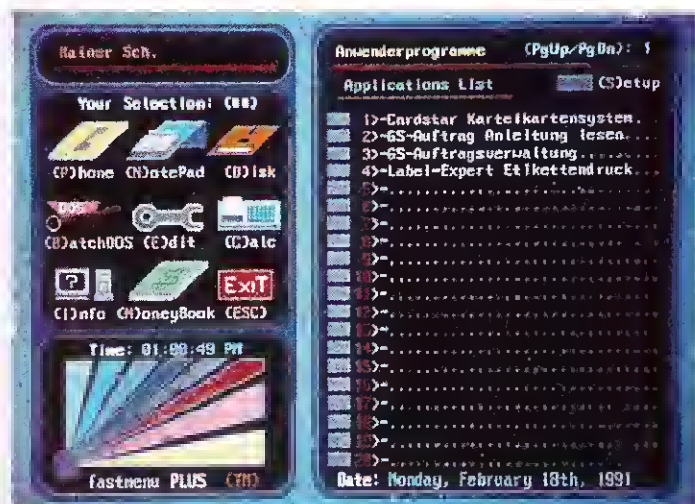 Rainer Sch.
Your Selection: (**)
(P)hone (N)otePad (D)isk
DOS
(B)atchDOS (E)dit (C)alc
?
EXIT
(I)nfo (M)oneyBook (ESC)
Time: 01:00:49 PM
fastmenu PLUS (TM)
Anwenderprogramme (PgUp/PgDn): 1
Applications List (S)etup
1>-Cardstar Karteikartensystem..
2>-GS-Auftrag Anleitung lesen....
3>-GS-Auftragsverwaltung.......
4>-Label-Expert Etikettendruck...
5>-
6>-
7>-
8>-
9>-
10>-
11>-
12>-
13>-
14>-
15>-
16>-
17>-
18>-
19>-
20>-
Date: Monday, February 18th, 1991